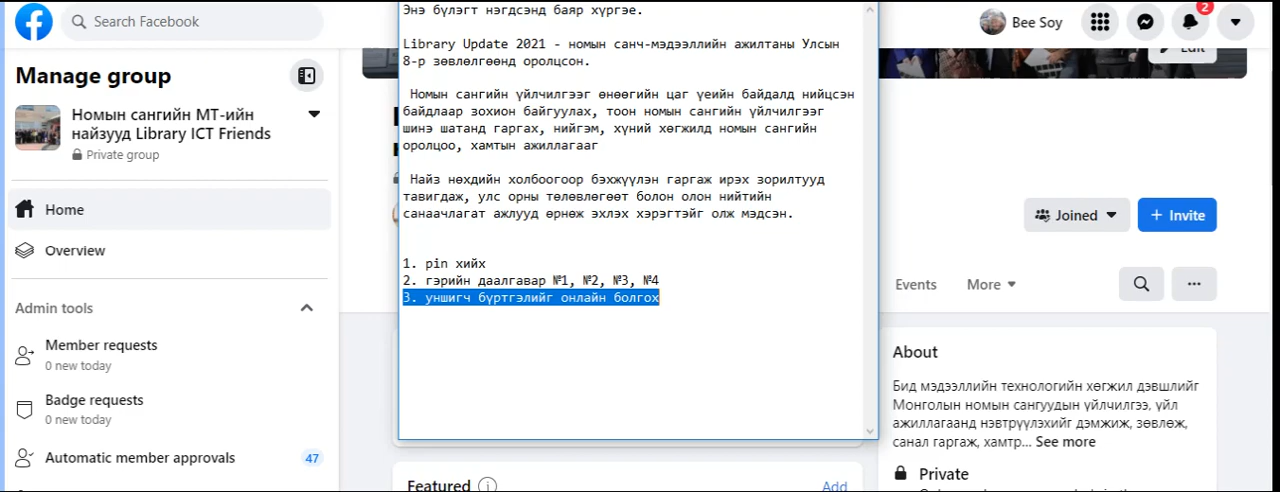 Search Facebook
Bee Soy
2
Edit
Manage group
Номын сангийн МТ-ийн
найзууд Library ICT Friends
Private group
Home
Overview
Admin tools
Member requests
0 new today
Badge requests
0 new today
Automatic member approvals
47
Энэ бүлэгт нэгдсэнд баяр хүргэе.
Library Update 2021 - номын санч-мэдээллийн ажилтаны Улсын
8-р зөвлөлгөөнд оролцсон.
Номын сангийн үйлчилгээг өнөөгийн цаг үеийн байдалд нийцсэн
байдлаар зохион байгуулах, тоон номын сангийн үйлчилгээг
шинэ шатанд гаргах, нийгэм, хүний хөгжилд номын сангийн
оролцоо, хамтын ажиллагааг
Найз нөхдийн холбоогоор бэхжүүлэн гаргаж ирэх зорилтууд
тавигдаж, улс орны төлөвлөгөөт болон олон нийтийн
санаачлагат ажлууд өрнөж эхлэх хэрэгтэйг олж мэдсэн.
1. pin хийх
2. гэрийн даалгавар №1, №2, №3, №4
3. уншигч бүртгэлийг онлайн болгох
Joined
+ Invite
Events
More
About
Бид мэдээллийн технологийн хөгжил дэвшлийг
Монголын номын сангуудын үйлчилгээ, үйл
ажиллагаанд нэвтрүүлэхийг дэмжиж, зөвлөж,
санал гаргаж, хамтр... See more
Private
Featured
Add